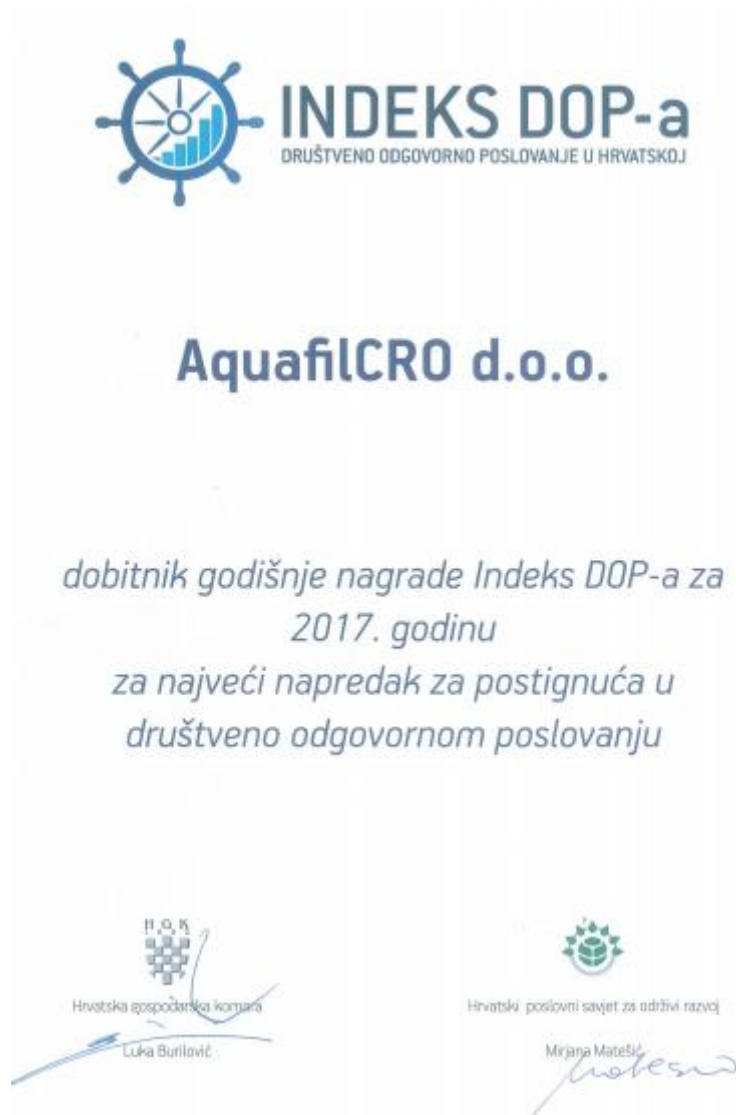 INDEKS DOP-a
DRUŠTVENO ODGOVORNO POSLOVANJE U HRVATSKOJ
AquafilCRO d.o.o.
dobitnik godišnje nagrade Indeks DOP-a za
2017. godinu
za najveći napredak za postignuća u
društveno odgovornom poslovanju
H G K
Hrvatska gospodarska komora
Hrvatski poslovni savjet za održivi razvoj
Luka Burilović
Mirjana Matešić